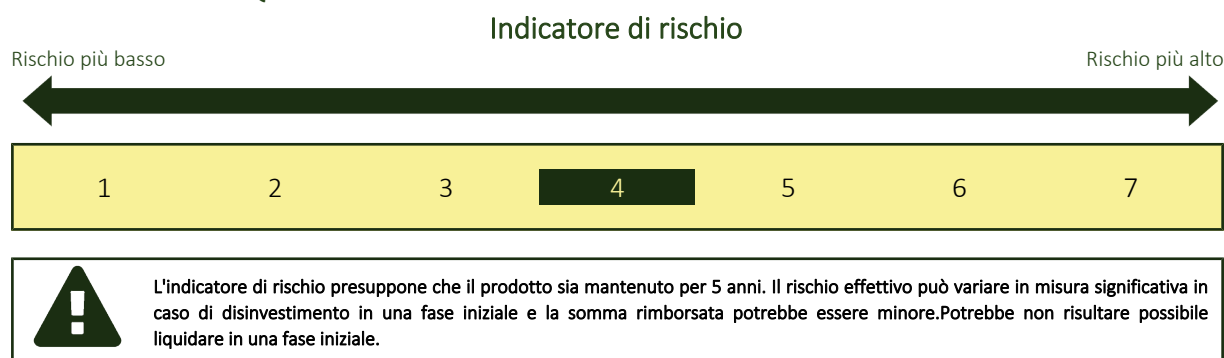 Indicatore di rischio
Rischio più basso
Rischio più alto
1 2 3 4 5 6 7
L'indicatore di rischio presuppone che il prodotto sia mantenuto per 5 anni. Il rischio effettivo può variare in misura significativa in
caso di disinvestimento in una fase iniziale e la somma rimborsata potrebbe essere minore.Potrebbe non risultare possibile
liquidare in una fase iniziale.